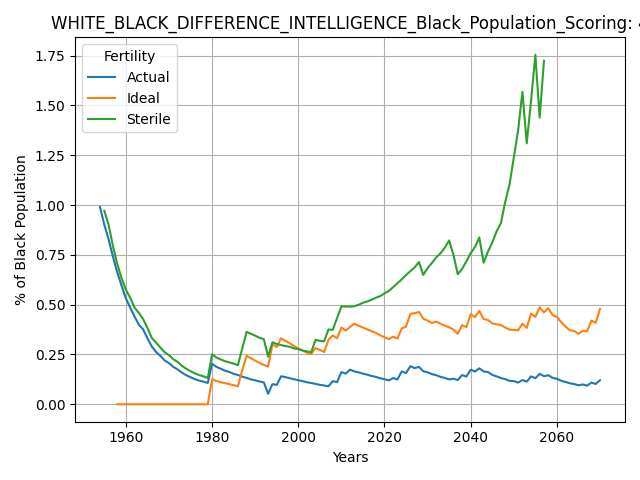 WHITE_BLACK_DIFFERENCE_INTELLIGENCE_Black_Population_Scoring:
Fertility
Actual
Ideal
Sterile
1.75
1.50
1.25
1.00
0.75
0.50
0.25
0.00
% of Black Population
1960
1980
2000
2020
2040
2060
Years